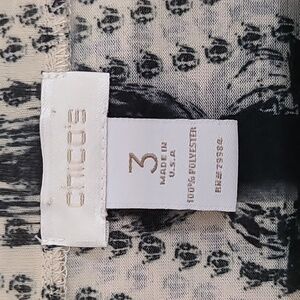 chico's
3
MADE IN
U.S.A.
100% POLYESTER
RN# 79984